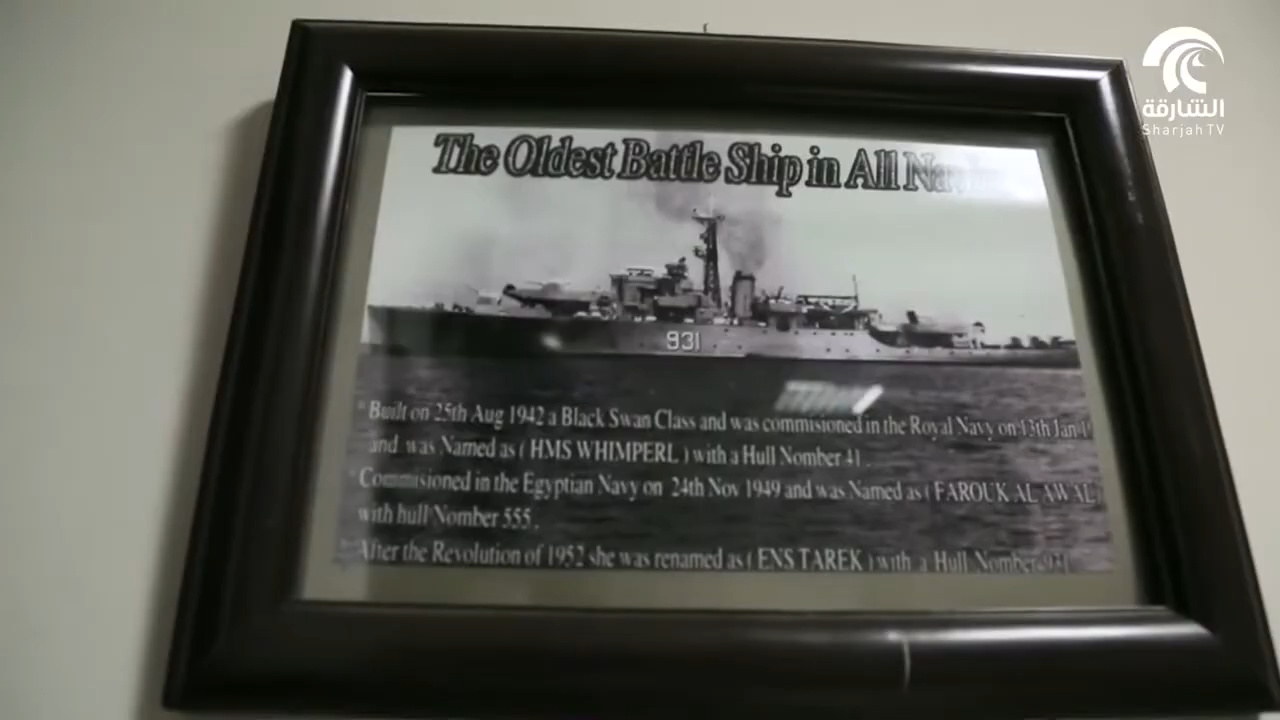 الشارقة
Sharjah TV
The Oldest Battle Ship in All
931
* Built on 25th Aug 1942 a Black Swan Class and was commisioned in the Royal Navy on 13th Jan
and was Named as ( HMS WHIMPERL ) with a Hull Nomber 41 .
* Commisioned in the Egyptian Navy on 24th Nov 1949 and was Named as ( FAROUK AL AWAL )
with hull Nomber 555 .
* After the Revolution of 1952 she was renamed as ( ENS TAREK ) with a Hull Nomber 931